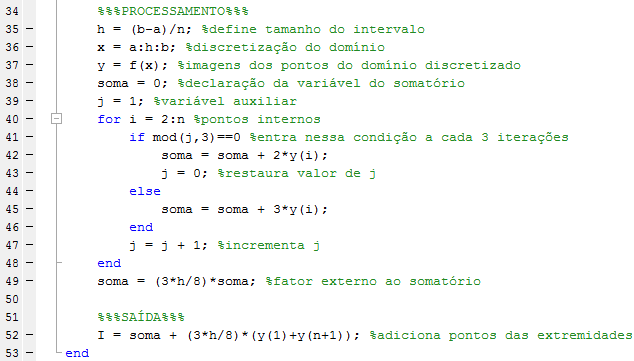 34 %%%PROCESSAMENTO%%%
35 h = (b-a)/n; %define tamanho do intervalo
36 x = a:h:b; %discretização do domínio
37 y = f(x); %imagens dos pontos do domínio discretizado
38 soma = 0; %declaração da variável do somatório
39 j = 1; %variável auxiliar
40 for i = 2:n %pontos internos
41 if mod(j,3)==0 %entra nessa condição a cada 3 iterações
42 soma = soma + 2*y(i);
43 j = 0; %restaura valor de j
44 else
45 soma = soma + 3*y(i);
46 end
47 j = j + 1; %incrementa j
48 end
49 soma = (3*h/8)*soma; %fator externo ao somatório
50
51 %%%SAÍDA%%%
52 I = soma + (3*h/8)*(y(1)+y(n+1)); %adiciona pontos das extremidades
53 end